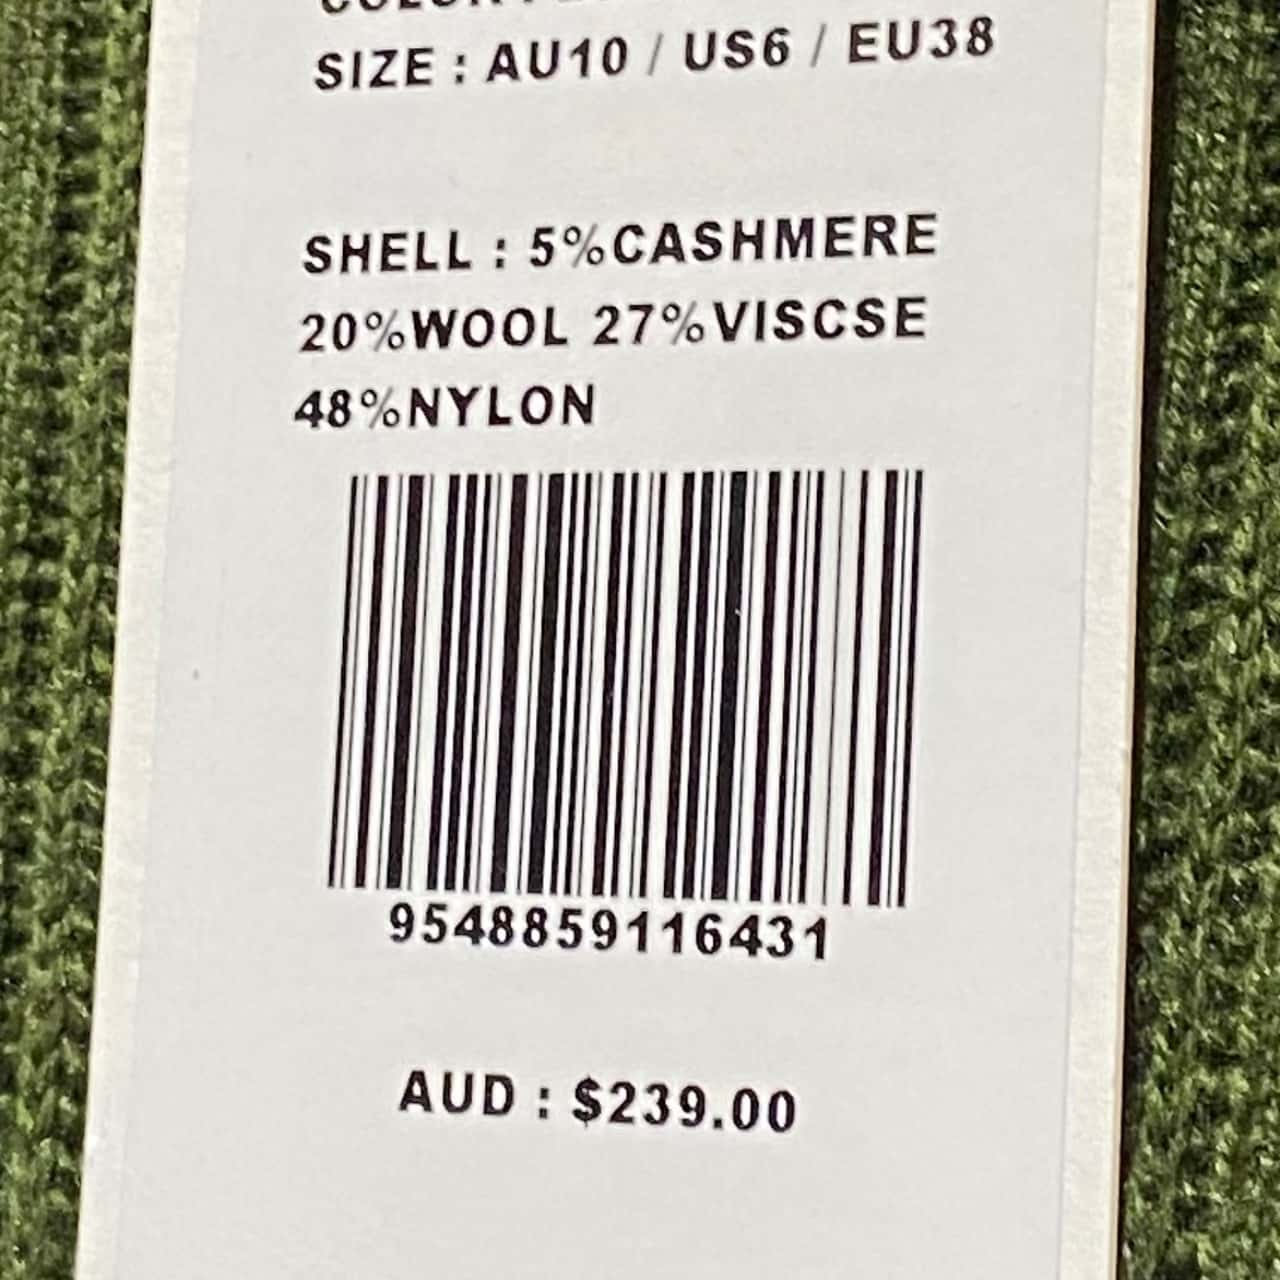 SIZE : AU10 / US6 / EU38
SHELL : 5%CASHMERE
20%WOOL 27%VISCSE
48%NYLON
9548859116431
AUD : $239.00